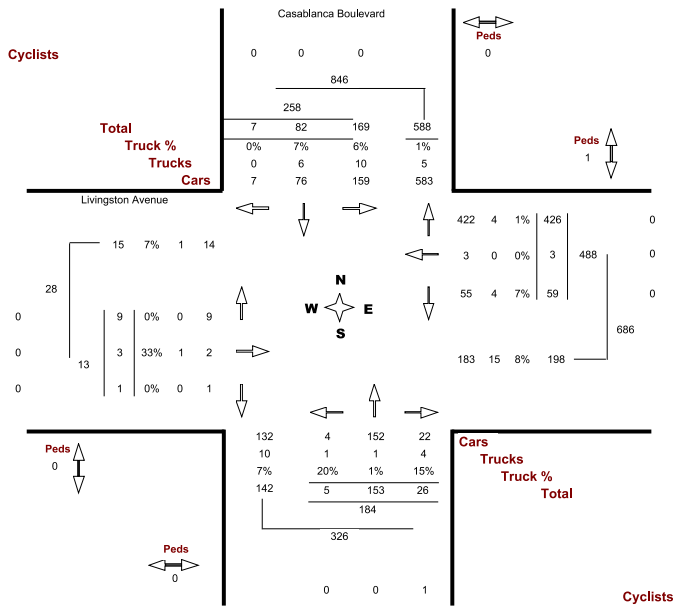 Casablanca Boulevard
Peds
0
Cyclists 0 0 0
846
258
Total 7 82 169 588
Truck % 0% 7% 6% 1%
Trucks 0 6 10 5
Cars 7 76 159 583
Peds
1
Livingston Avenue
15 7% 1 14
28
0 9 0% 0 9
0 3 33% 1 2
13
0 1 0% 0 1
N
W E
S
422 4 1% 426 0
3 0 0% 3 488 0
55 4 7% 59 0
686
183 15 8% 198
Peds
0
132 4 152 22 Cars
10 1 1 4 Trucks
7% 20% 1% 15% Truck %
142 5 153 26 Total
184
326
Peds
0
0 0 1 Cyclists